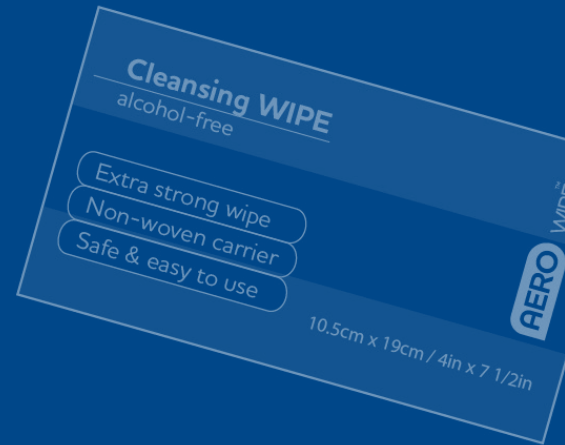 Cleansing WIPE
alcohol-free
Extra strong wipe
Non-woven carrier
Safe & easy to use
10.5cm x 19cm / 4in x 7 1/2in
AERO WIPE